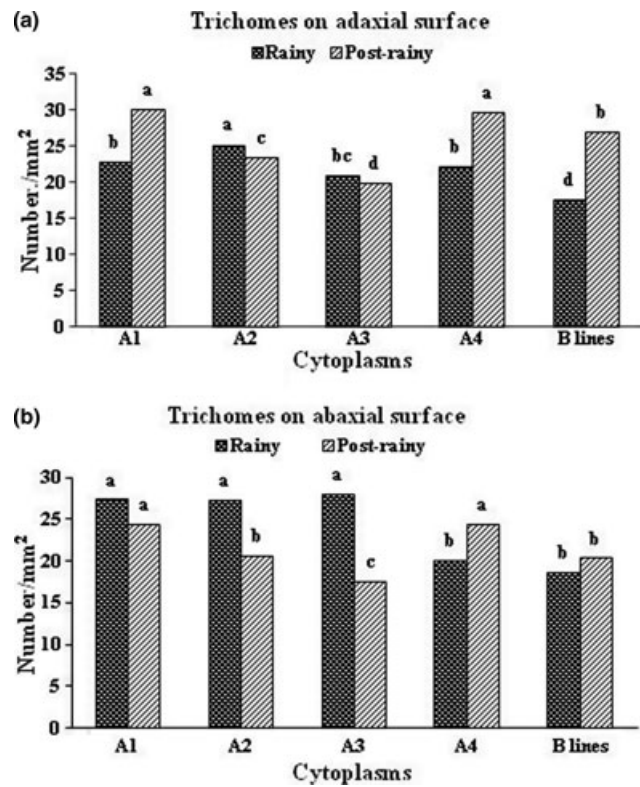 (a)
Trichomes on adaxial surface
Rainy Post-rainy
Number./mm²
35
30
25
20
15
10
5
0
b a a c bc d b a d b
A1 A2 A3 A4 B lines
Cytoplasms
(b)
Trichomes on abaxial surface
Rainy Post-rainy
Number/mm²
30
25
20
15
10
5
0
a a a b a c b a b b
A1 A2 A3 A4 B lines
Cytoplasms